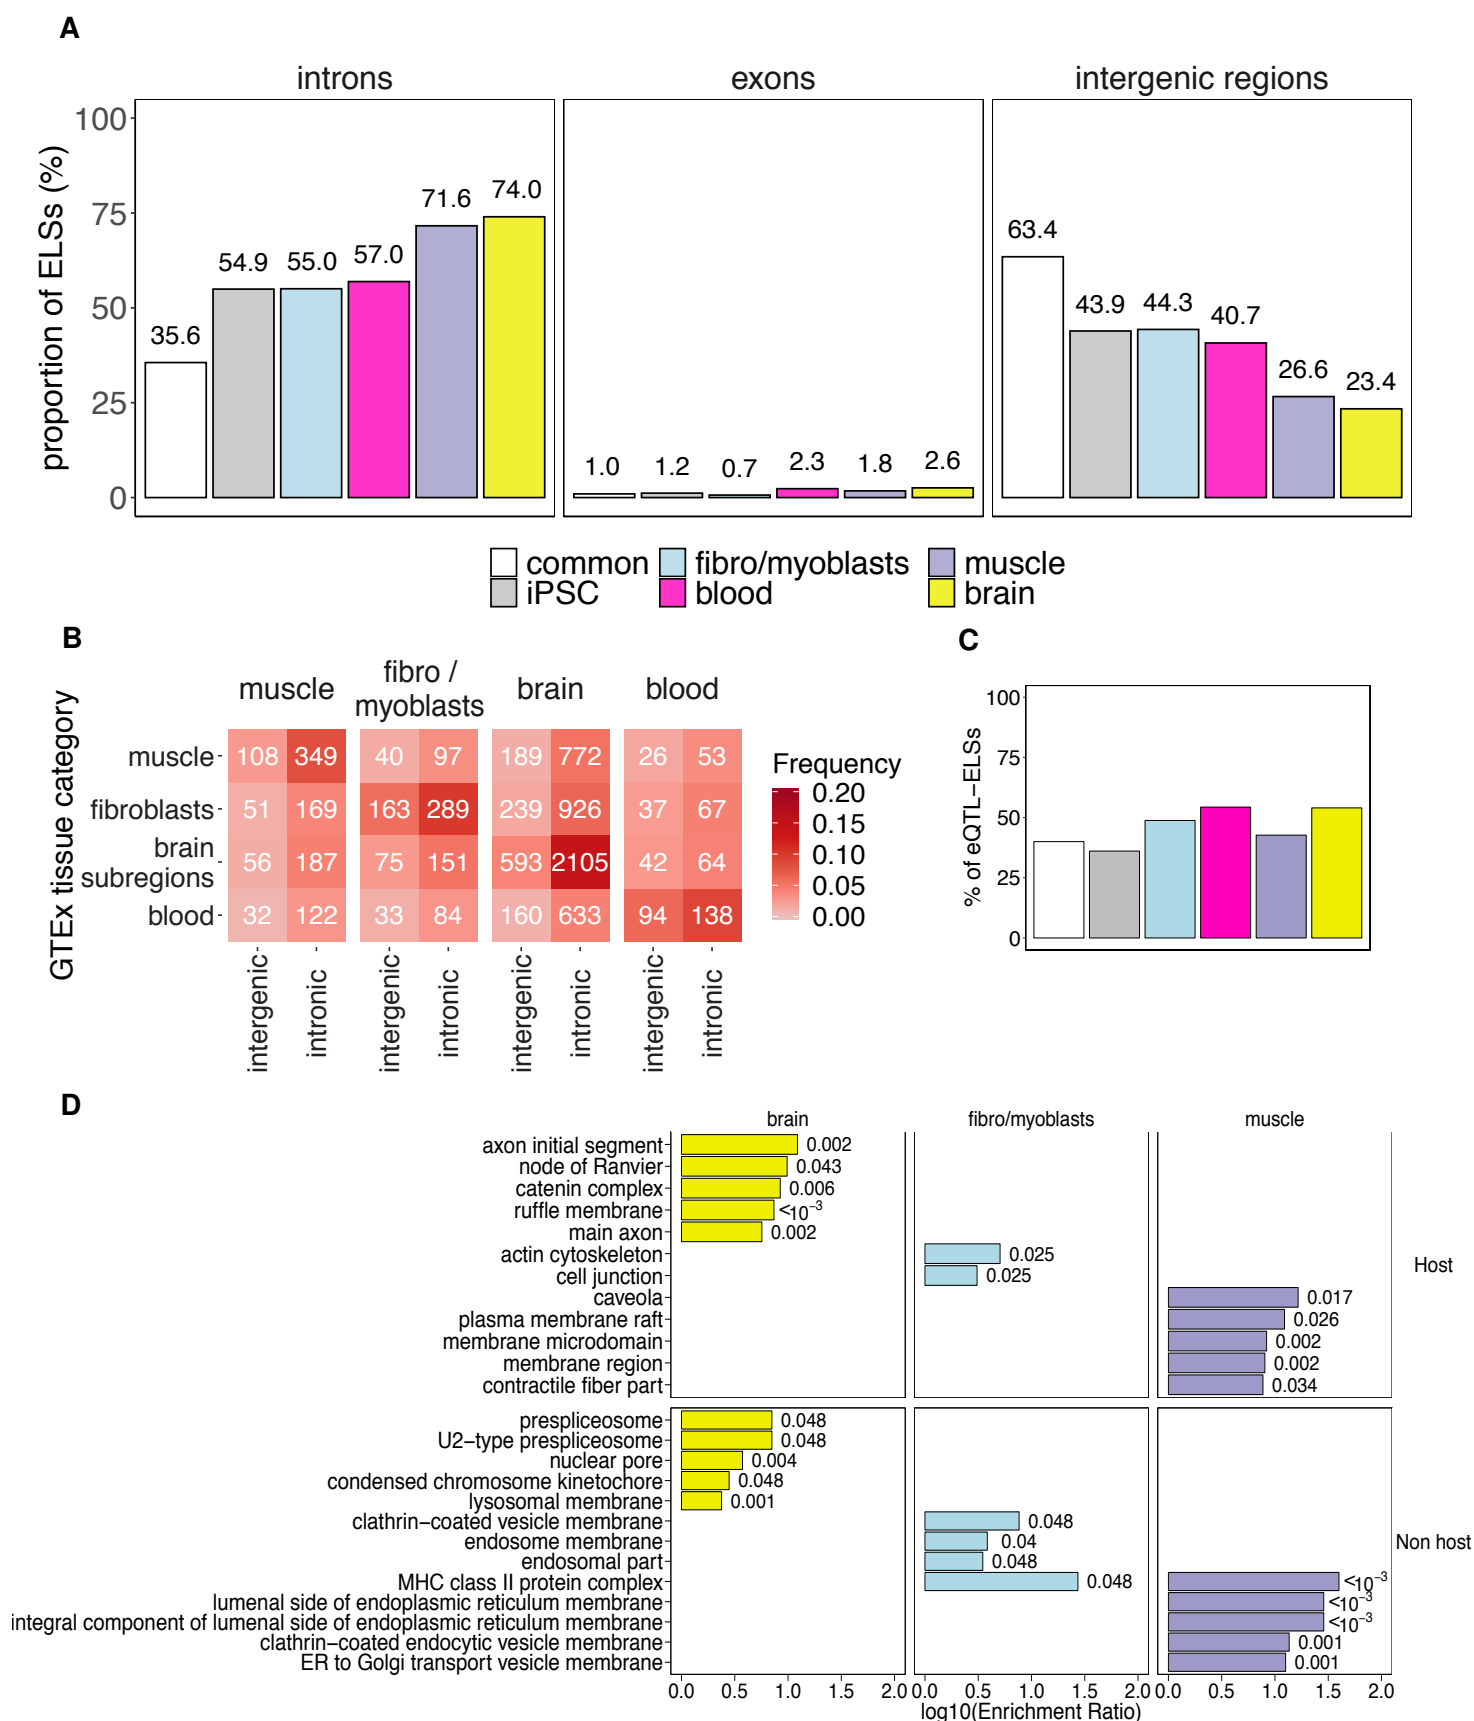 A
introns
exons
intergenic regions
proportion of ELSs (%)
100
75
50
25
0
35.6
54.9
55.0
57.0
71.6
74.0
1.0
1.2
0.7
2.3
1.8
2.6
63.4
43.9
44.3
40.7
26.6
23.4
common
fibro/myoblasts
muscle
iPSC
blood
brain
B
GTEx tissue category
muscle
fibro /
myoblasts
brain
blood
muscle
108 349 40 97 189 772 26 53
fibroblasts
51 169 163 289 239 926 37 67
brain
subregions
56 187 75 151 593 2105 42 64
blood
32 122 33 84 160 633 94 138
intergenic
intronic
intergenic
intronic
intergenic
intronic
intergenic
intronic
Frequency
0.20
0.15
0.10
0.05
0.00
C
% of eQTL−ELSs
100
75
50
25
0
D
brain
fibro/myoblasts
muscle
axon initial segment 0.002
node of Ranvier 0.043
catenin complex 0.006
ruffle membrane <10−3
main axon 0.002
actin cytoskeleton 0.025
cell junction 0.025
caveola 0.017
plasma membrane raft 0.026
membrane microdomain 0.002
membrane region 0.002
contractile fiber part 0.034
Host
prespliceosome 0.048
U2−type prespliceosome 0.048
nuclear pore 0.004
condensed chromosome kinetochore 0.048
lysosomal membrane 0.001
clathrin−coated vesicle membrane 0.048
endosome membrane 0.04
endosomal part 0.048
MHC class II protein complex 0.048 <10−3
lumenal side of endoplasmic reticulum membrane <10−3
integral component of lumenal side of endoplasmic reticulum membrane <10−3
clathrin−coated endocytic vesicle membrane 0.001
ER to Golgi transport vesicle membrane 0.001
Non host
0.0 0.5 1.0 1.5 2.0 0.0 0.5 1.0 1.5 2.0 0.0 0.5 1.0 1.5 2.0
log10(Enrichment Ratio)